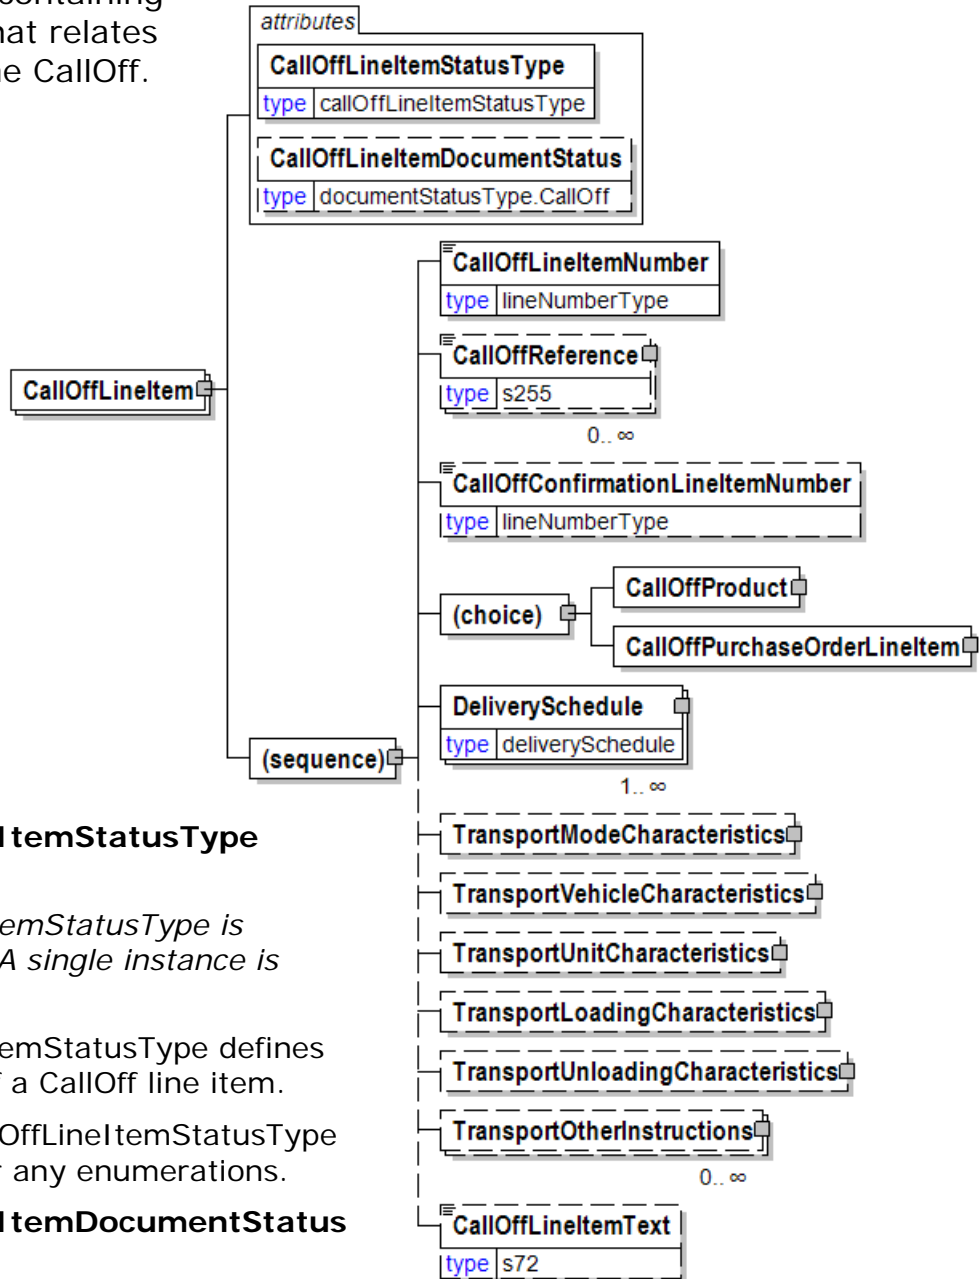 containing
hat relates
e CallOff.
attributes
CallOffLineItemStatusType
type callOffLineItemStatusType
CallOffLineItemDocumentStatus
type documentStatusType.CallOff
CallOffLineItemNumber
type lineNumberType
CallOffReference
type s255
0.. ∞
CallOffLineItem
CallOffConfirmationLineItemNumber
type lineNumberType
(choice)
CallOffProduct
CallOffPurchaseOrderLineItem
DeliverySchedule
type deliverySchedule
1.. ∞
(sequence)
TransportModeCharacteristics
TransportVehicleCharacteristics
TransportUnitCharacteristics
TransportLoadingCharacteristics
TransportUnloadingCharacteristics
TransportOtherInstructions
0.. ∞
CallOffLineItemText
type s72
ItemStatusType
emStatusType is
A single instance is
emStatusType defines
f a CallOff line item.
OffLineItemStatusType
r any enumerations.
ItemDocumentStatus